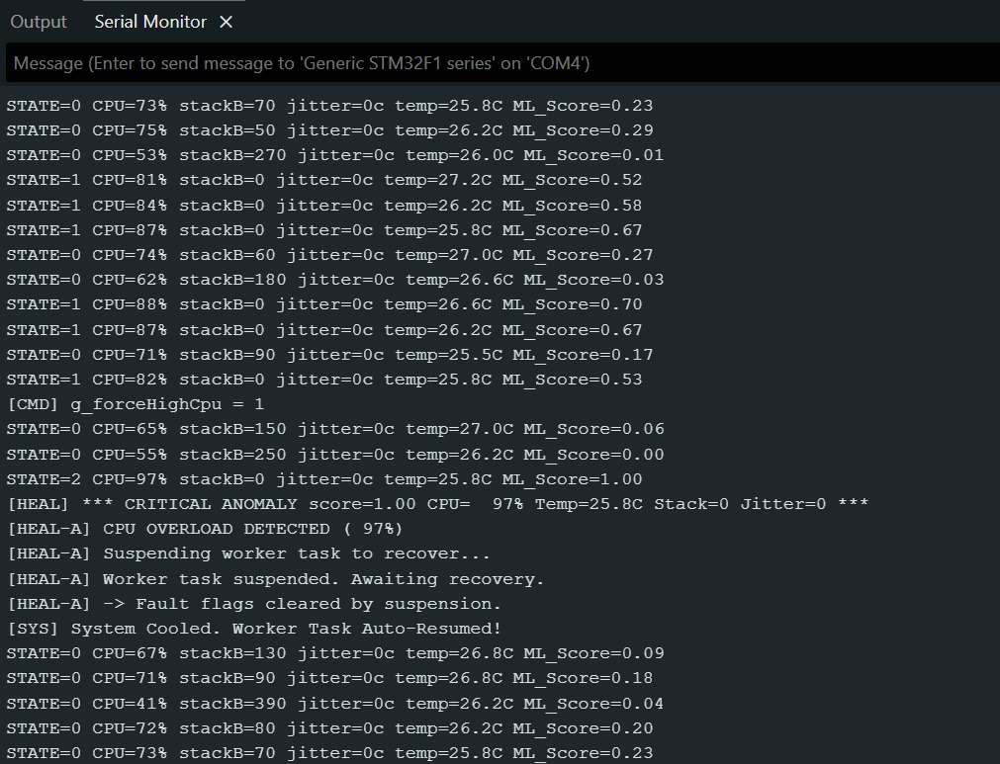 Output Serial Monitor ×
Message (Enter to send message to 'Generic STM32F1 series' on 'COM4')
STATE=0 CPU=73% stackB=70 jitter=0c temp=25.8C ML_Score=0.23
STATE=0 CPU=75% stackB=50 jitter=0c temp=26.2C ML_Score=0.29
STATE=0 CPU=53% stackB=270 jitter=0c temp=26.0C ML_Score=0.01
STATE=1 CPU=81% stackB=0 jitter=0c temp=27.2C ML_Score=0.52
STATE=1 CPU=84% stackB=0 jitter=0c temp=26.2C ML_Score=0.58
STATE=1 CPU=87% stackB=0 jitter=0c temp=25.8C ML_Score=0.67
STATE=0 CPU=74% stackB=60 jitter=0c temp=27.0C ML_Score=0.27
STATE=0 CPU=62% stackB=180 jitter=0c temp=26.6C ML_Score=0.03
STATE=1 CPU=88% stackB=0 jitter=0c temp=26.6C ML_Score=0.70
STATE=1 CPU=87% stackB=0 jitter=0c temp=26.2C ML_Score=0.67
STATE=0 CPU=71% stackB=90 jitter=0c temp=25.5C ML_Score=0.17
STATE=1 CPU=82% stackB=0 jitter=0c temp=25.8C ML_Score=0.53
[CMD] g_forceHighCpu = 1
STATE=0 CPU=65% stackB=150 jitter=0c temp=27.0C ML_Score=0.06
STATE=0 CPU=55% stackB=250 jitter=0c temp=26.2C ML_Score=0.00
STATE=2 CPU=97% stackB=0 jitter=0c temp=25.8C ML_Score=1.00
[HEAL] *** CRITICAL ANOMALY score=1.00 CPU=  97% Temp=25.8C Stack=0 Jitter=0 ***
[HEAL-A] CPU OVERLOAD DETECTED ( 97%)
[HEAL-A] Suspending worker task to recover...
[HEAL-A] Worker task suspended. Awaiting recovery.
[HEAL-A] -> Fault flags cleared by suspension.
[SYS] System Cooled. Worker Task Auto-Resumed!
STATE=0 CPU=67% stackB=130 jitter=0c temp=26.8C ML_Score=0.09
STATE=0 CPU=71% stackB=90 jitter=0c temp=26.8C ML_Score=0.18
STATE=0 CPU=41% stackB=390 jitter=0c temp=26.2C ML_Score=0.04
STATE=0 CPU=72% stackB=80 jitter=0c temp=26.2C ML_Score=0.20
STATE=0 CPU=73% stackB=70 jitter=0c temp=25.8C ML_Score=0.23